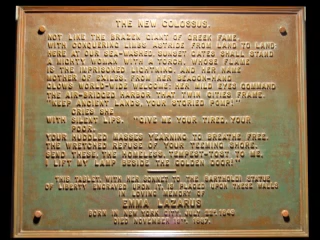 THE NEW COLOSSUS.
NOT LIKE THE BRAZEN GIANT OF GREEK FAME,
WITH CONQUERING LIMBS ASTRIDE FROM LAND TO LAND;
HERE AT OUR SEA-WASHED, SUNSET GATES SHALL STAND
A MIGHTY WOMAN WITH A TORCH, WHOSE FLAME
IS THE IMPRISONED LIGHTNING, AND HER NAME
MOTHER OF EXILES. FROM HER BEACON-HAND
GLOWS WORLD-WIDE WELCOME; HER MILD EYES COMMAND
THE AIR-BRIDGED HARBOR THAT TWIN CITIES FRAME.
"KEEP ANCIENT LANDS, YOUR STORIED POMP!"
CRIES SHE
WITH SILENT LIPS. "GIVE ME YOUR TIRED, YOUR
POOR,
YOUR HUDDLED MASSES YEARNING TO BREATHE FREE,
THE WRETCHED REFUSE OF YOUR TEEMING SHORE.
SEND THESE, THE HOMELESS, TEMPEST-TOST TO ME,
I LIFT MY LAMP BESIDE THE GOLDEN DOOR!"
THIS TABLET, WITH HER SONNET TO THE BARTHOLDI STATUE
OF LIBERTY ENGRAVED UPON IT, IS PLACED UPON THESE WALLS
IN LOVING MEMORY OF
EMMA LAZARUS
BORN IN NEW YORK CITY, JULY 22ND, 1849
DIED NOVEMBER 19TH, 1887.